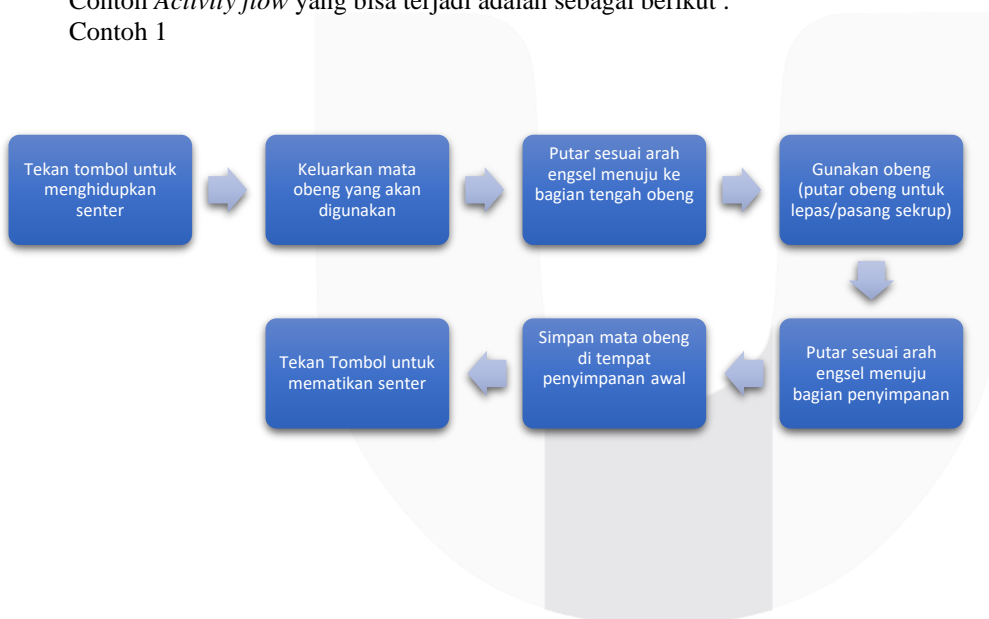 Contoh Activity flow yang bisa terjadi adalah sebagai berikut :
Contoh 1
Tekan tombol untuk
menghidupkan
senter
Keluarkan mata
obeng yang akan
digunakan
Putar sesuai arah
engsel menuju ke
bagian tengah obeng
Gunakan obeng
(putar obeng untuk
lepas/pasang sekrup)
Putar sesuai arah
engsel menuju
bagian penyimpanan
Simpan mata obeng
di tempat
penyimpanan awal
Tekan Tombol untuk
mematikan senter